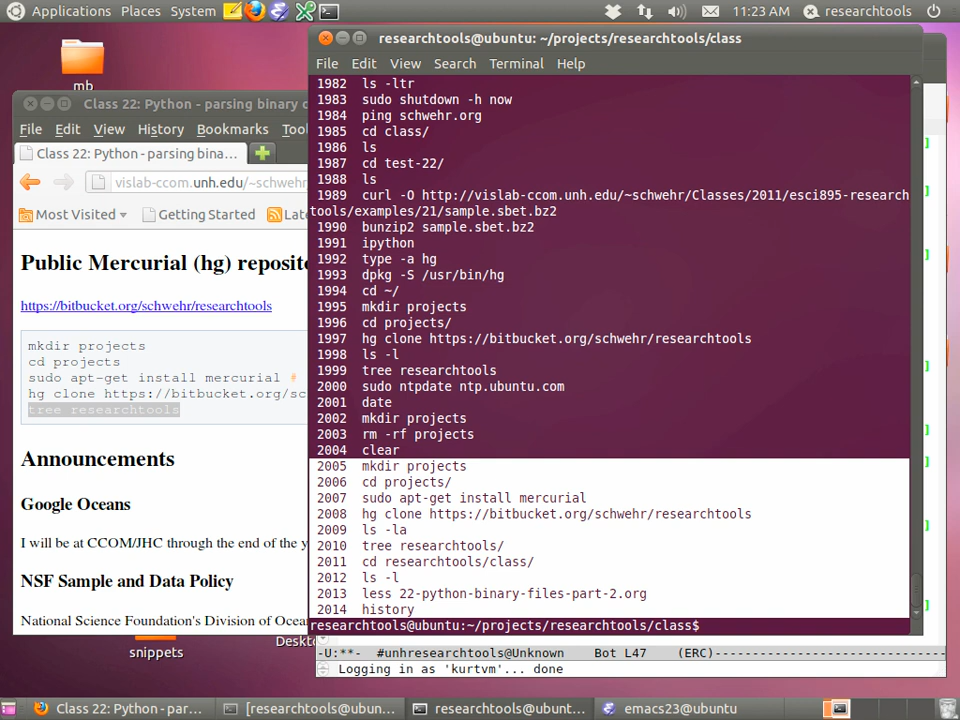 Applications Places System 11:23 AM researchtools
mb
Class 22: Python - parsing binary
File Edit View History Bookmarks
Class 22: Python - parsing bina...
vislab-ccom.unh.edu/~schwehr
Most Visited Getting Started
Public Mercurial (hg)
https://bitbucket.org/schwehr/researchtools
mkdir projects
cd projects
sudo apt-get install mercurial #
hg clone https://bitbucket.org/
tree researchtools
Announcements
Google Oceans
I will be at CCOM/JHC through the end of the
NSF Sample and Data Policy
National Science Foundation's Division of
snippets
researchtools@ubuntu: ~/projects/researchtools/class
File Edit View Search Terminal Help
1982 ls -ltr
1983 sudo shutdown -h now
1984 ping schwehr.org
1985 cd class/
1986 ls
1987 cd test-22/
1988 ls
1989 curl -O http://vislab-ccom.unh.edu/~schwehr/Classes/2011/esci895-research
tools/examples/21/sample.sbet.bz2
1990 bunzip2 sample.sbet.bz2
1991 ipython
1992 type -a hg
1993 dpkg -S /usr/bin/hg
1994 cd ~/
1995 mkdir projects
1996 cd projects/
1997 hg clone https://bitbucket.org/schwehr/researchtools
1998 ls -l
1999 tree researchtools
2000 sudo ntpdate ntp.ubuntu.com
2001 date
2002 mkdir projects
2003 rm -rf projects
2004 clear
2005 mkdir projects
2006 cd projects/
2007 sudo apt-get install mercurial
2008 hg clone https://bitbucket.org/schwehr/researchtools
2009 ls -la
2010 tree researchtools/
2011 cd researchtools/class/
2012 ls -l
2013 less 22-python-binary-files-part-2.org
2014 history
researchtools@ubuntu:~/projects/researchtools/class$
-U:**- #unhresearchtools@Unknown Bot L47 (ERC)-----------------------------
Logging in as 'kurtvm'... done
Class 22: Python - par... [researchtools@ubun... researchtools@ubunt... emacs23@ubuntu